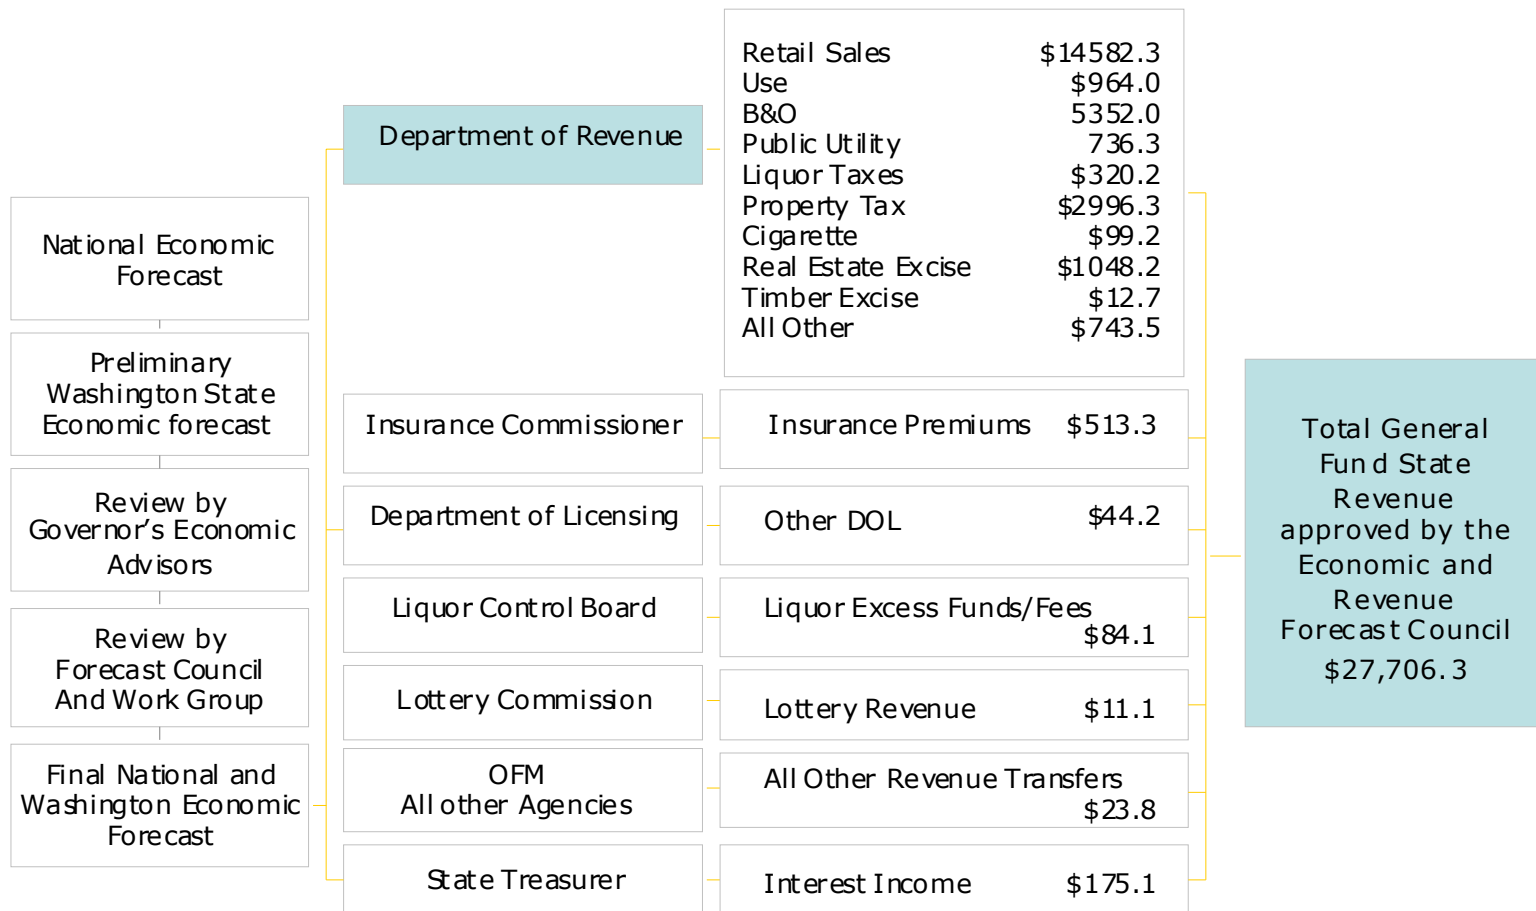 National Economic
Forecast
Preliminary
Washington State
Economic forecast
Review by
Governor’s Economic
Advisors
Review by
Forecast Council
And Work Group
Final National and
Washington Economic
Forecast
Department of Revenue
Retail Sales $14582.3
Use $964.0
B&O 5352.0
Public Utility 736.3
Liquor Taxes $320.2
Property Tax $2996.3
Cigarette $99.2
Real Estate Excise $1048.2
Timber Excise $12.7
All Other $743.5
Insurance Commissioner
Insurance Premiums $513.3
Department of Licensing
Other DOL $44.2
Liquor Control Board
Liquor Excess Funds/Fees
$84.1
Lottery Commission
Lottery Revenue $11.1
OFM
All other Agencies
All Other Revenue Transfers
$23.8
State Treasurer
Interest Income $175.1
Total General
Fund State
Revenue
approved by the
Economic and
Revenue
Forecast Council
$27,706.3